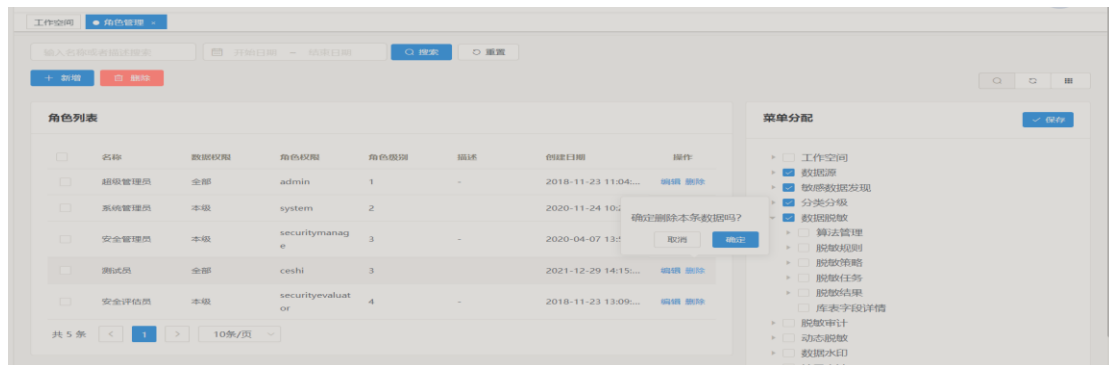 工作空间 角色管理 ×
输入名称或者描述搜索 开始日期 - 结束日期 搜索 重置
+ 新增 删除
角色列表
名称 数据权限 角色权限 角色级别 描述 创建日期 操作
超级管理员 全部 admin 1 - 2018-11-23 11:04:... 编辑 删除
系统管理员 本级 system 2 - 2020-11-24 10:2
安全管理员 本级 securitymanag
e 3 - 2020-04-07 13:5
测试员 全部 ceshi 3 2021-12-29 14:15:... 编辑 删除
安全评估员 本级 securityevaluat
or 4 - 2018-11-23 13:09:... 编辑 删除
确定删除本条数据吗?
取消 确定
共 5 条 < 1 > 10条/页
菜单分配 保存
工作空间
数据源
敏感数据发现
分类分级
数据脱敏
算法管理
脱敏规则
脱敏策略
脱敏任务
脱敏结果
库表字段详情
脱敏审计
动态脱敏
数据水印